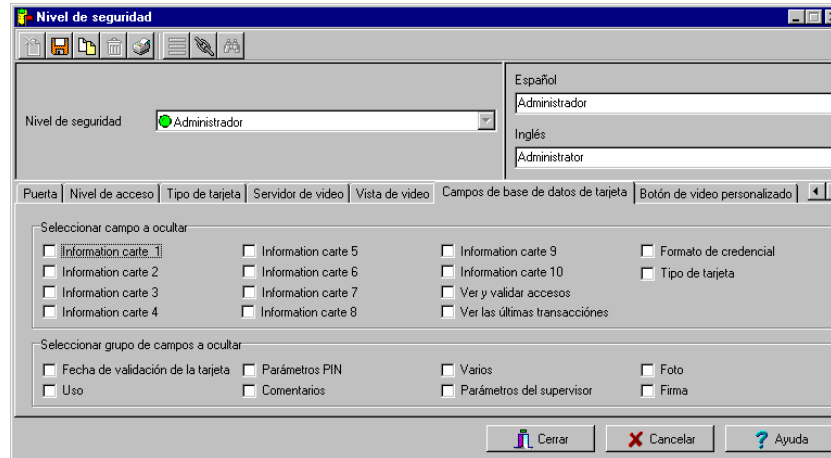 Nivel de seguridad
Español
Administrador
Nivel de seguridad Administrador
Inglés
Administrator
Puerta Nivel de acceso Tipo de tarjeta Servidor de video Vista de video Campos de base de datos de tarjeta Botón de video personalizado
Seleccionar campo a ocultar
Information carte 1 Information carte 5 Information carte 9 Formato de credencial
Information carte 2 Information carte 6 Information carte 10 Tipo de tarjeta
Information carte 3 Information carte 7 Ver y validar accesos
Information carte 4 Information carte 8 Ver las últimas transacciónes
Seleccionar grupo de campos a ocultar
Fecha de validación de la tarjeta Parámetros PIN Varios Foto
Uso Comentarios Parámetros del supervisor Firma
Cerrar Cancelar Ayuda